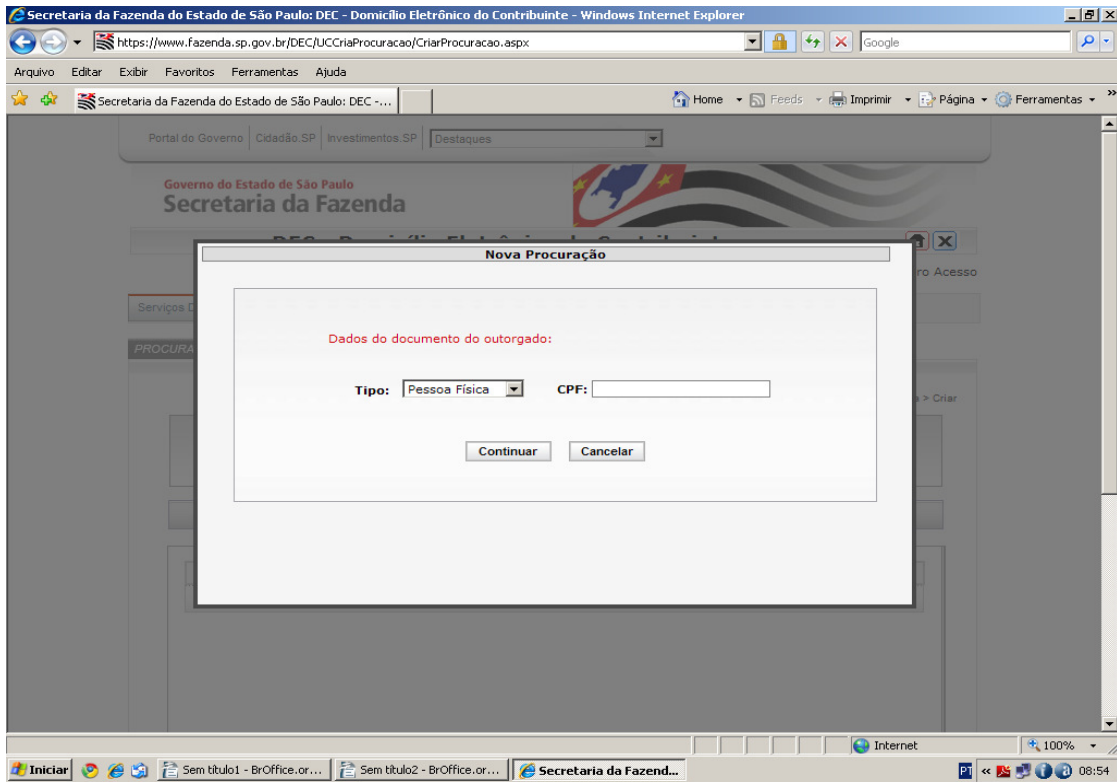 Secretaria da Fazenda do Estado de São Paulo: DEC - Domicílio Eletrônico do Contribuinte - Windows Internet Explorer
https://www.fazenda.sp.gov.br/DEC/UCCriaProcuracao/CriarProcuracao.aspx
Google
Arquivo Editar Exibir Favoritos Ferramentas Ajuda
Secretaria da Fazenda do Estado de São Paulo: DEC -...
Home Feeds Imprimir Página Ferramentas »
Portal do Governo Cidadão.SP Investimentos.SP Destaques
Governo do Estado de São Paulo
Secretaria da Fazenda
Nova Procuração
ro Acesso
Serviços D
PROCURA
Dados do documento do outorgado:
Tipo: Pessoa Física CPF:
> Criar
Continuar Cancelar
Internet 100%
Iniciar Sem título1 - BrOffice.or... Sem título2 - BrOffice.or... Secretaria da Fazend... PT « 08:54